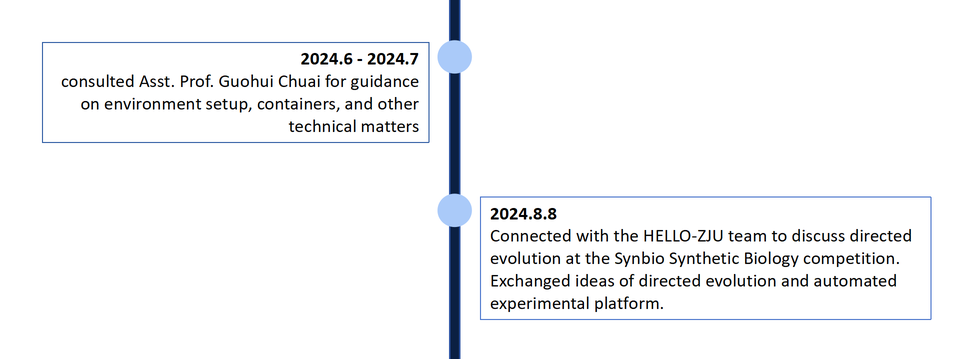 2024.6 - 2024.7
consulted Asst. Prof. Guohui Chuai for guidance
on environment setup, containers, and other
technical matters
2024.8.8
Connected with the HELLO-ZJU team to discuss directed
evolution at the Synbio Synthetic Biology competition.
Exchanged ideas of directed evolution and automated
experimental platform.